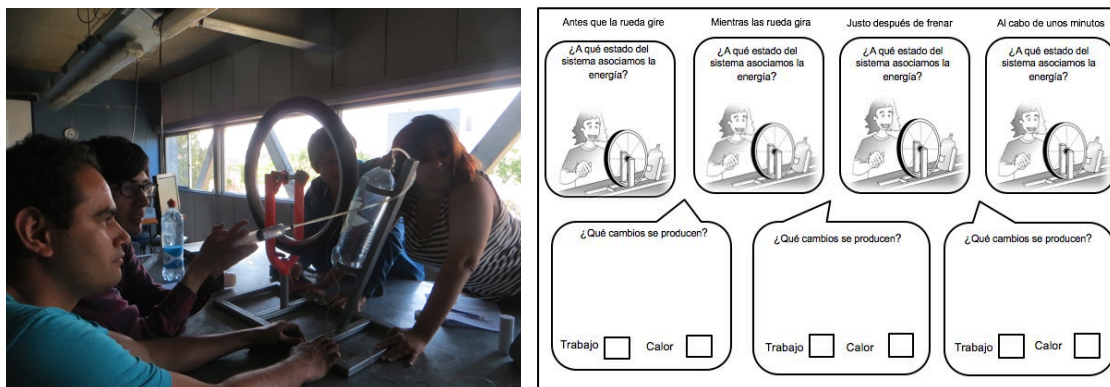 Antes que la rueda gire
Mientras las rueda gira
Justo después de frenar
Al cabo de unos minutos
¿A qué estado del
sistema asociamos la
energía?
¿A qué estado del
sistema asociamos la
energía?
¿A qué estado del
sistema asociamos la
energía?
¿A qué estado del
sistema asociamos la
energía?
¿Qué cambios se producen?
Trabajo
Calor
¿Qué cambios se producen?
Trabajo
Calor
¿Qué cambios se producen?
Trabajo
Calor